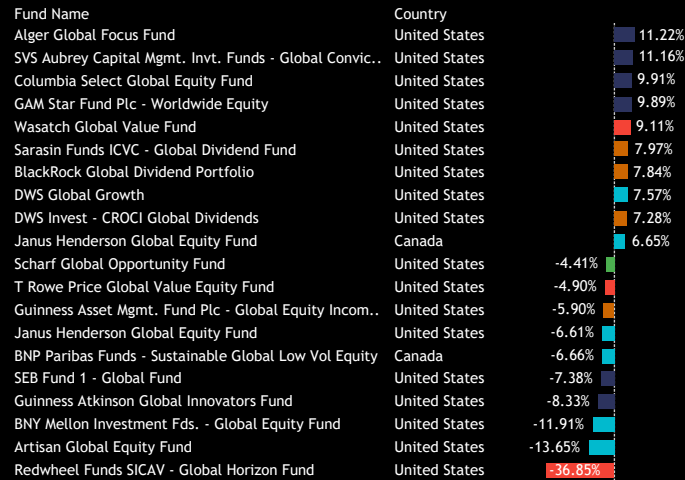 Fund Name Country
Alger Global Focus Fund United States 11.22%
SVS Aubrey Capital Mgmt. Invt. Funds - Global Convic.. United States 11.16%
Columbia Select Global Equity Fund United States 9.91%
GAM Star Fund Plc - Worldwide Equity United States 9.89%
Wasatch Global Value Fund United States 9.11%
Sarasin Funds ICVC - Global Dividend Fund United States 7.97%
BlackRock Global Dividend Portfolio United States 7.84%
DWS Global Growth United States 7.57%
DWS Invest - CROCI Global Dividends United States 7.28%
Janus Henderson Global Equity Fund Canada 6.65%
Scharf Global Opportunity Fund United States -4.41%
T Rowe Price Global Value Equity Fund United States -4.90%
Guinness Asset Mgmt. Fund Plc - Global Equity Incom.. United States -5.90%
Janus Henderson Global Equity Fund United States -6.61%
BNP Paribas Funds - Sustainable Global Low Vol Equity Canada -6.66%
SEB Fund 1 - Global Fund United States -7.38%
Guinness Atkinson Global Innovators Fund United States -8.33%
BNY Mellon Investment Fds. - Global Equity Fund United States -11.91%
Artisan Global Equity Fund United States -13.65%
Redwheel Funds SICAV - Global Horizon Fund United States -36.85%